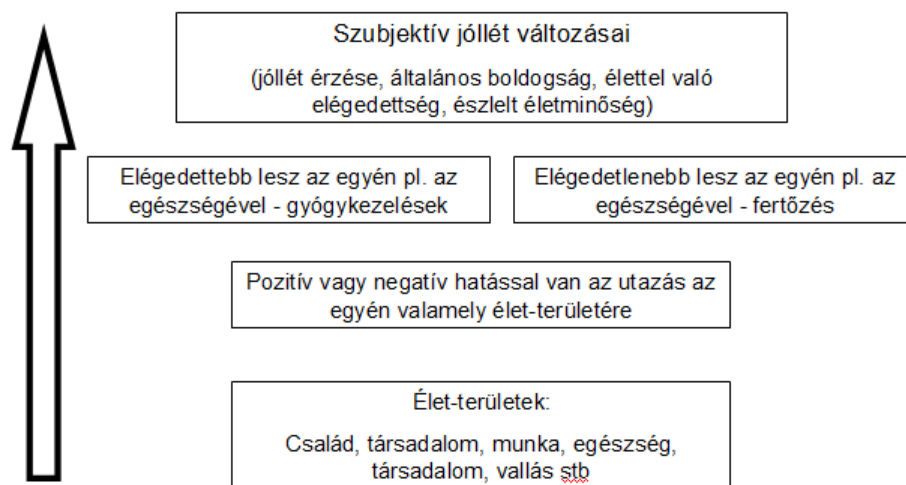 Szubjektív jóllét változásai
(jóllét érzése, általános boldogság, élettel való
elégedettség, észlelt életminőség)
Elégedettebb lesz az egyén pl. az
egészségével - gyógykezelések
Elégedetlenebb lesz az egyén pl. az
egészségével - fertőzés
Pozitív vagy negatív hatással van az utazás az
egyén valamely élet-területére
Élet-területek:
Család, társadalom, munka, egészség,
társadalom, vallás stb